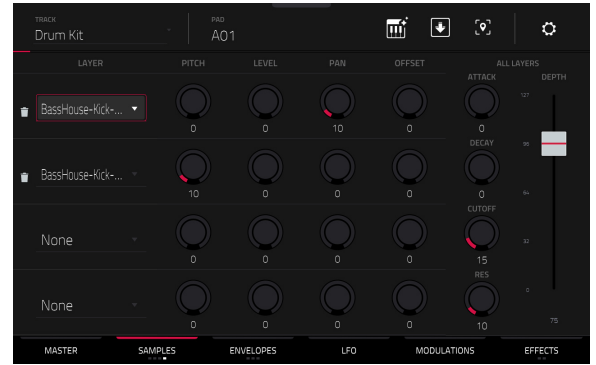 TRACK
Drum Kit
PAD
A01
LAYER PITCH LEVEL PAN OFFSET ALL LAYERS
ATTACK DEPTH
127
BassHouse-Kick-...
0 0 10 0 0
DECAY
96
BassHouse-Kick-...
10 0 0 0 0
64
CUTOFF
None
32
0 0 0 0 15
RES
0
None
0 0 0 0 10
75
MASTER SAMPLES ENVELOPES LFO MODULATIONS EFFECTS